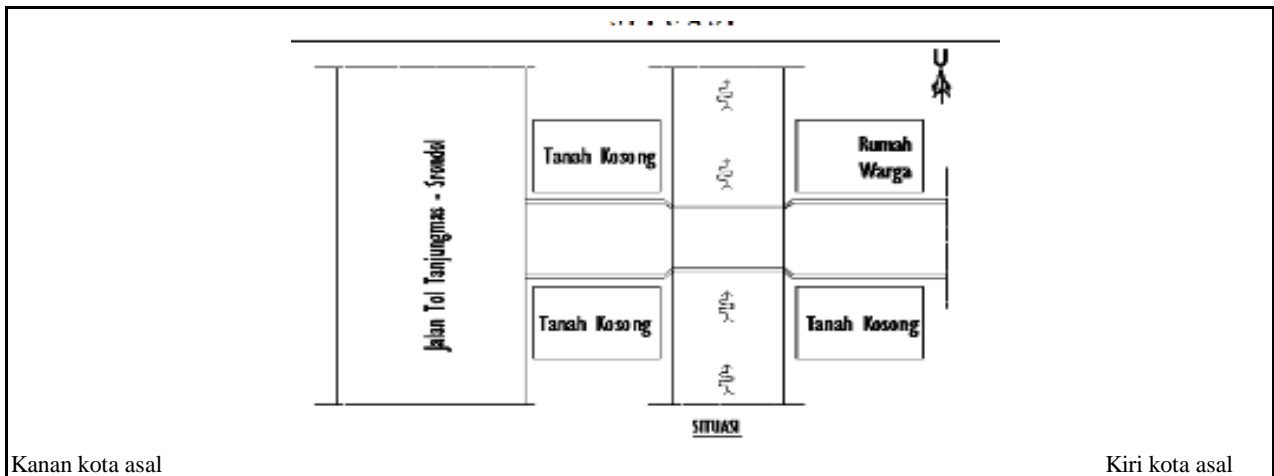 U
Tanah Kosong
Rumah
Warga
Jalan Tol Tanjungmas - Srondol
Tanah Kosong
Tanah Kosong
SITUASI
Kanan kota asal
Kiri kota asal